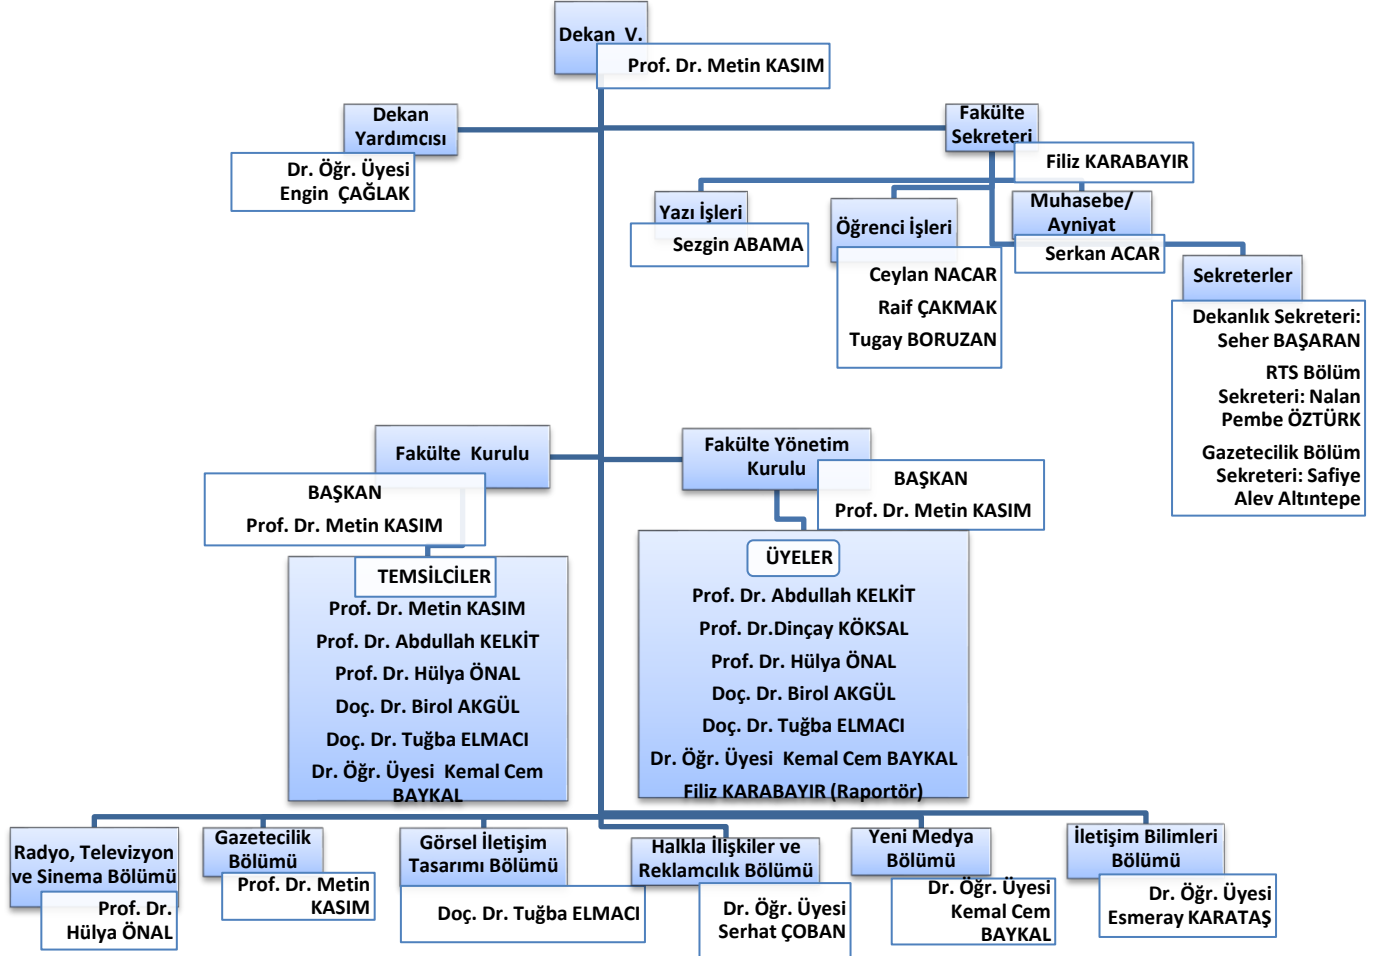 Dekan V.
Prof. Dr. Metin KASIM
Dekan
Yardımcısı
Dr. Öğr. Üyesi
Engin ÇAĞLAK
Fakülte
Sekreteri
Filiz KARABAYIR
Yazı İşleri
Sezgin ABAMA
Öğrenci İşleri
Ceylan NACAR
Raif ÇAKMAK
Tugay BORUZAN
Muhasebe/
Ayniyat
Serkan ACAR
Sekreterler
Dekanlık Sekreteri:
Seher BAŞARAN
RTS Bölüm
Sekreteri: Nalan
Pembe ÖZTÜRK
Gazetecilik Bölüm
Sekreteri: Safiye
Alev Altıntepe
Fakülte Kurulu
BAŞKAN
Prof. Dr. Metin KASIM
TEMSİLCİLER
Prof. Dr. Metin KASIM
Prof. Dr. Abdullah KELKİT
Prof. Dr. Hülya ÖNAL
Doç. Dr. Birol AKGÜL
Doç. Dr. Tuğba ELMACI
Dr. Öğr. Üyesi Kemal Cem
BAYKAL
Fakülte Yönetim
Kurulu
BAŞKAN
Prof. Dr. Metin KASIM
ÜYELER
Prof. Dr. Abdullah KELKİT
Prof. Dr.Dinçay KÖKSAL
Prof. Dr. Hülya ÖNAL
Doç. Dr. Birol AKGÜL
Doç. Dr. Tuğba ELMACI
Dr. Öğr. Üyesi Kemal Cem BAYKAL
Filiz KARABAYIR (Raportör)
Radyo, Televizyon
ve Sinema Bölümü
Prof. Dr.
Hülya ÖNAL
Gazetecilik
Bölümü
Prof. Dr. Metin
KASIM
Görsel İletişim
Tasarımı Bölümü
Doç. Dr. Tuğba ELMACI
Halkla İlişkiler ve
Reklamcılık Bölümü
Dr. Öğr. Üyesi
Serhat ÇOBAN
Yeni Medya
Bölümü
Dr. Öğr. Üyesi
Kemal Cem
BAYKAL
İletişim Bilimleri
Bölümü
Dr. Öğr. Üyesi
Esmeray KARATAŞ